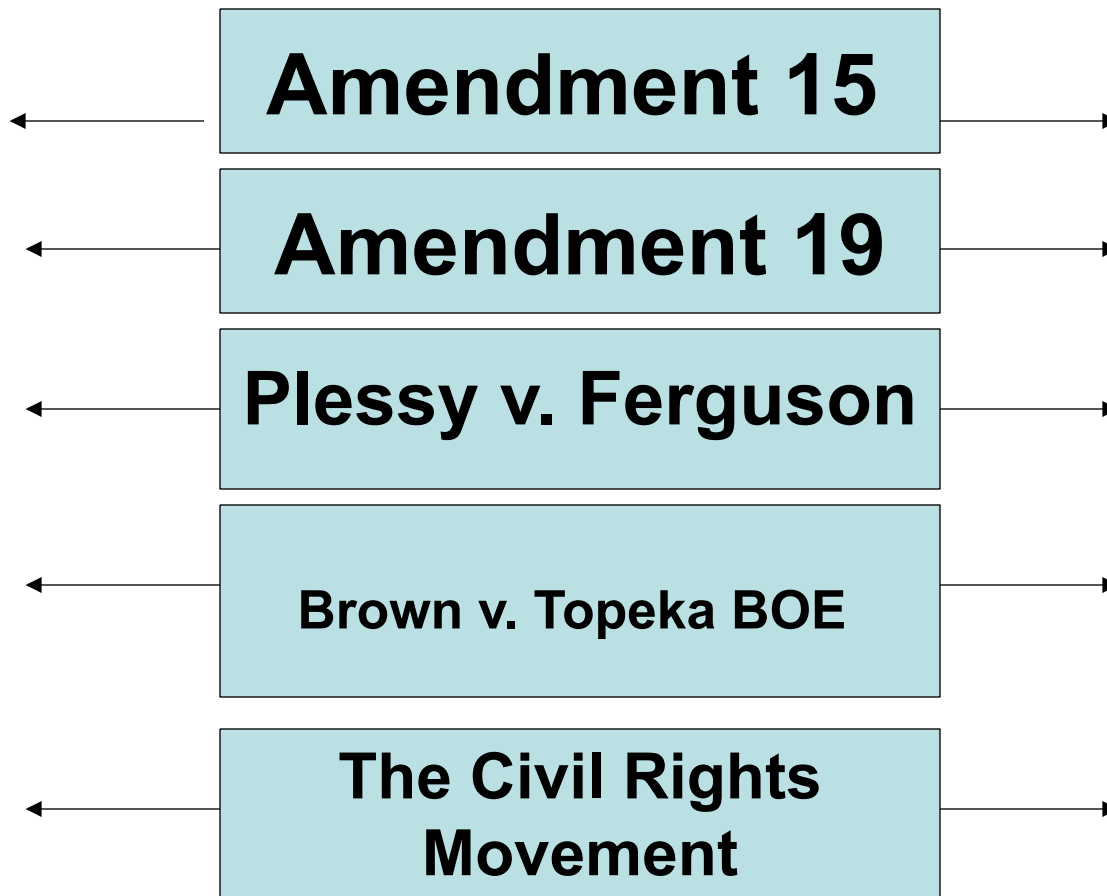 Amendment 15
Amendment 19
Plessy v. Ferguson
Brown v. Topeka BOE
The Civil Rights
Movement